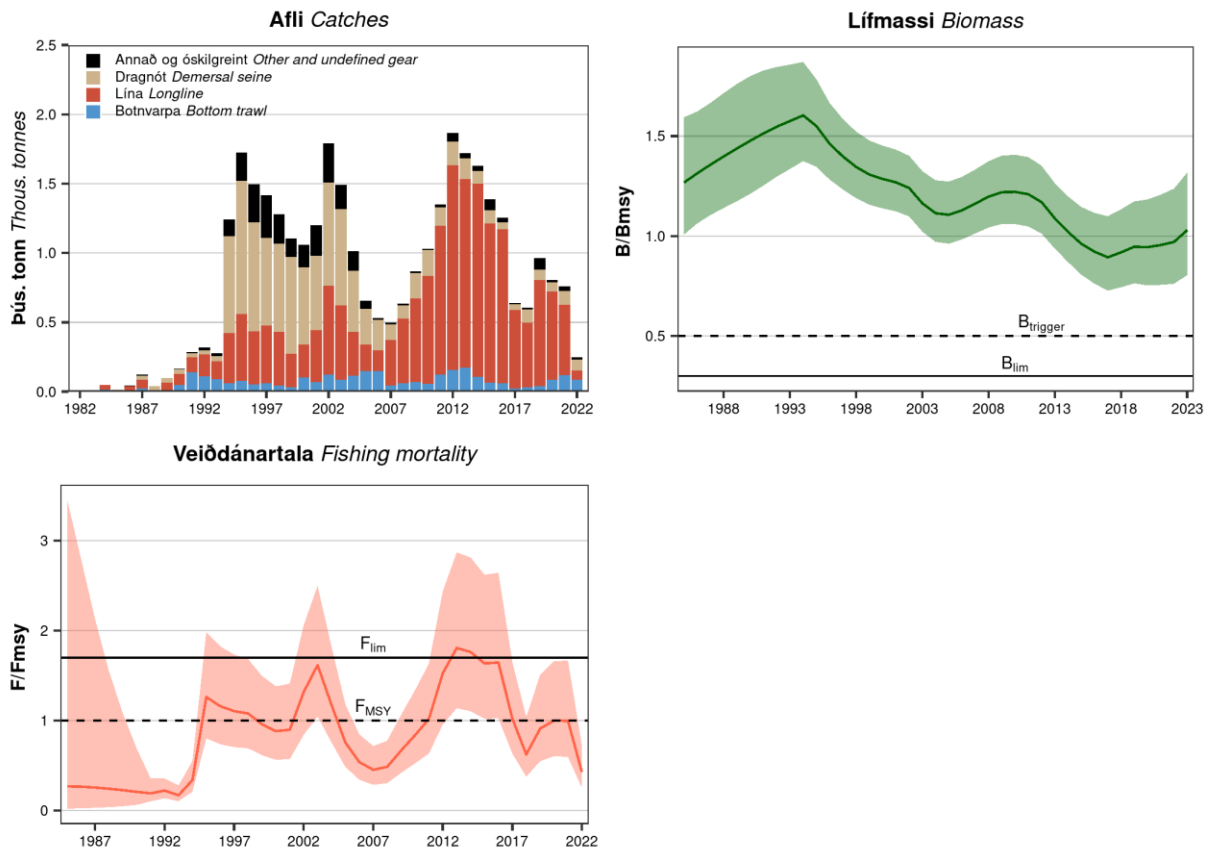 Afli Catches
Þús. tonn Thous. tonnes
2.5
2.0
1.5
1.0
0.5
0.0
Annað og óskilgreint Other and undefined gear
Dragnót Demersal seine
Lína Longline
Botnvarpa Bottom trawl
1982 1987 1992 1997 2002 2007 2012 2017 2022
Lífmassi Biomass
B/Bmsy
1.5
1.0
0.5
Btrigger
Blim
1988 1993 1998 2003 2008 2013 2018 2023
Veiðdánartala Fishing mortality
F/Fmsy
3
2
1
0
Flim
FMSY
1987 1992 1997 2002 2007 2012 2017 2022